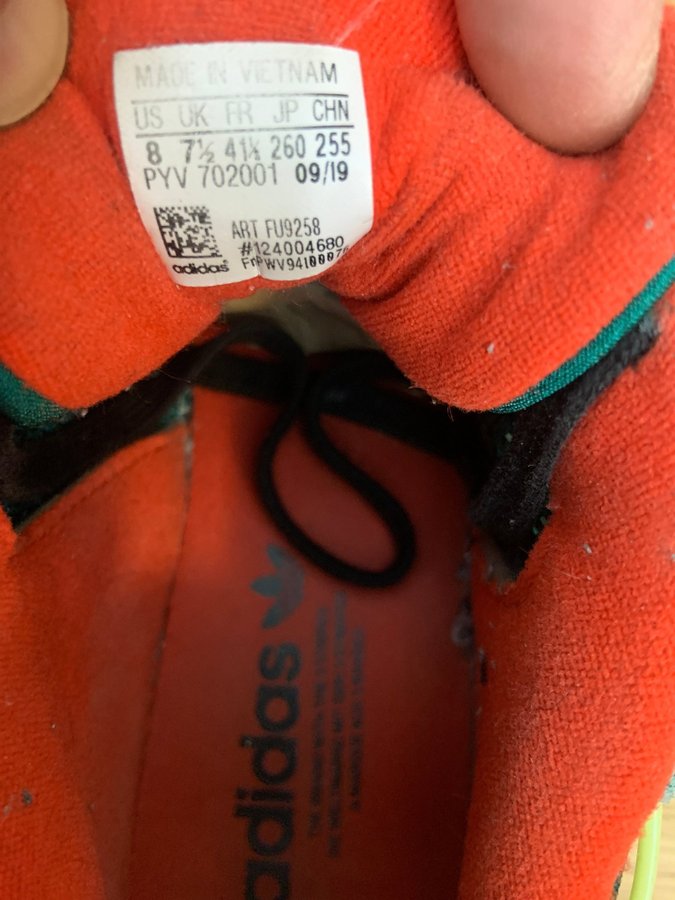 MADE IN VIETNAM
US UK FR JP CHN
8 7½ 41⅓ 260 255
PYV 702001 09/19
ART FU9258
#124004680
adidas
adidas